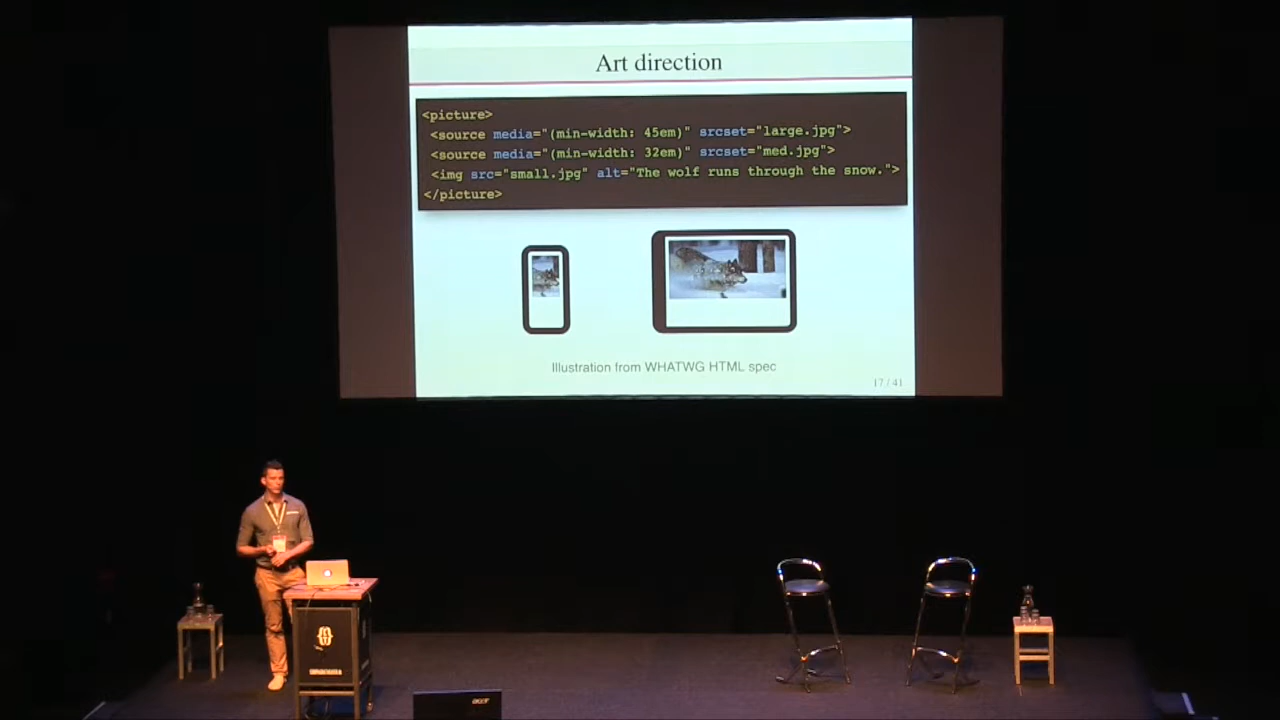 Art direction
<picture>
<source media="(min-width: 45em)" srcset="large.jpg">
<source media="(min-width: 32em)" srcset="med.jpg">
<img src="small.jpg" alt="The wolf runs through the snow.">
</picture>
Illustration from WHATWG HTML spec
17 / 41
acer